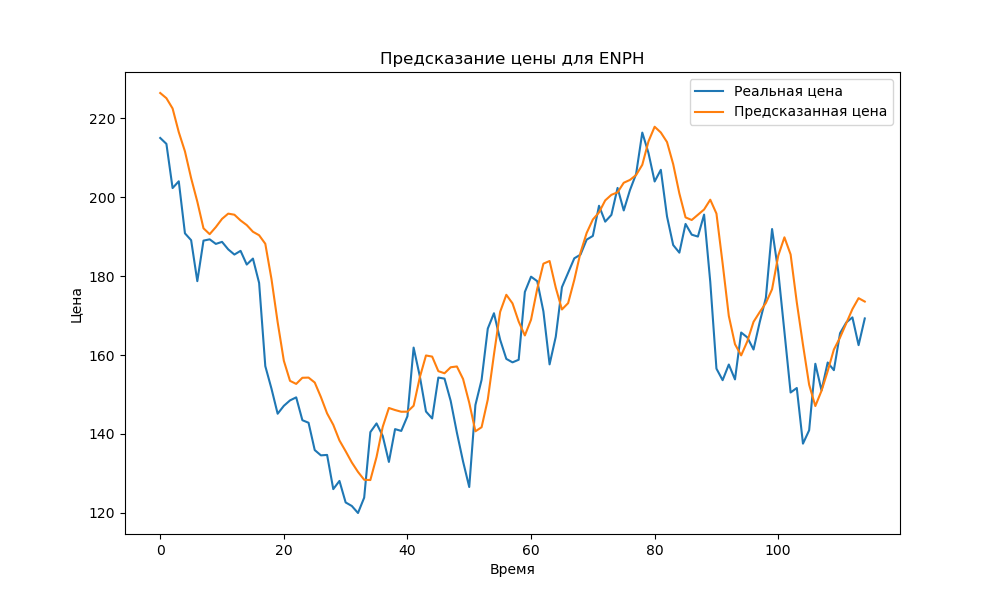 Предсказание цены для ENPH
Реальная цена
Предсказанная цена
Цена
220
200
180
160
140
120
0 20 40 60 80 100
Время